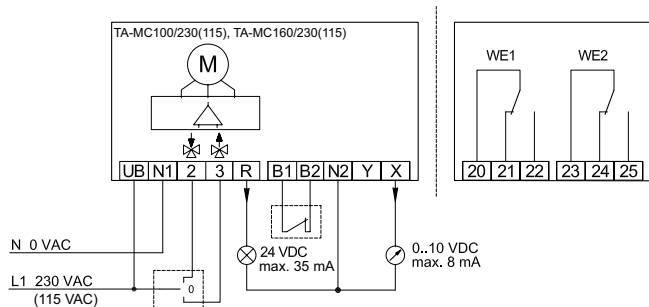 TA-MC100/230(115), TA-MC160/230(115)
M
WE1 WE2
UB N1 2 3 R B1 B2 N2 Y X
20 21 22 23 24 25
N 0 VAC
24 VDC
max. 35 mA
0..10 VDC
max. 8 mA
L1 230 VAC
(115 VAC)
0